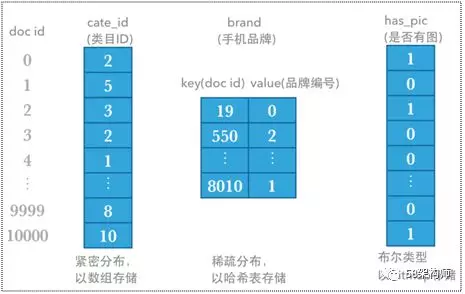 doc id
cate_id
(类目ID)
brand
(手机品牌)
has_pic
(是否有图)
key(doc id) value(品牌编号)
0 2 1
1 5 0
2 3 19 0 1
3 2 550 2 0
4 1 ⋮ ⋮ 0
⋮ ⋮ 8010 1 ⋮
9999 8 0
10000 10 1
紧密分布,
以数组存储
稀疏分布,
以哈希表存储
布尔类型
58架构师